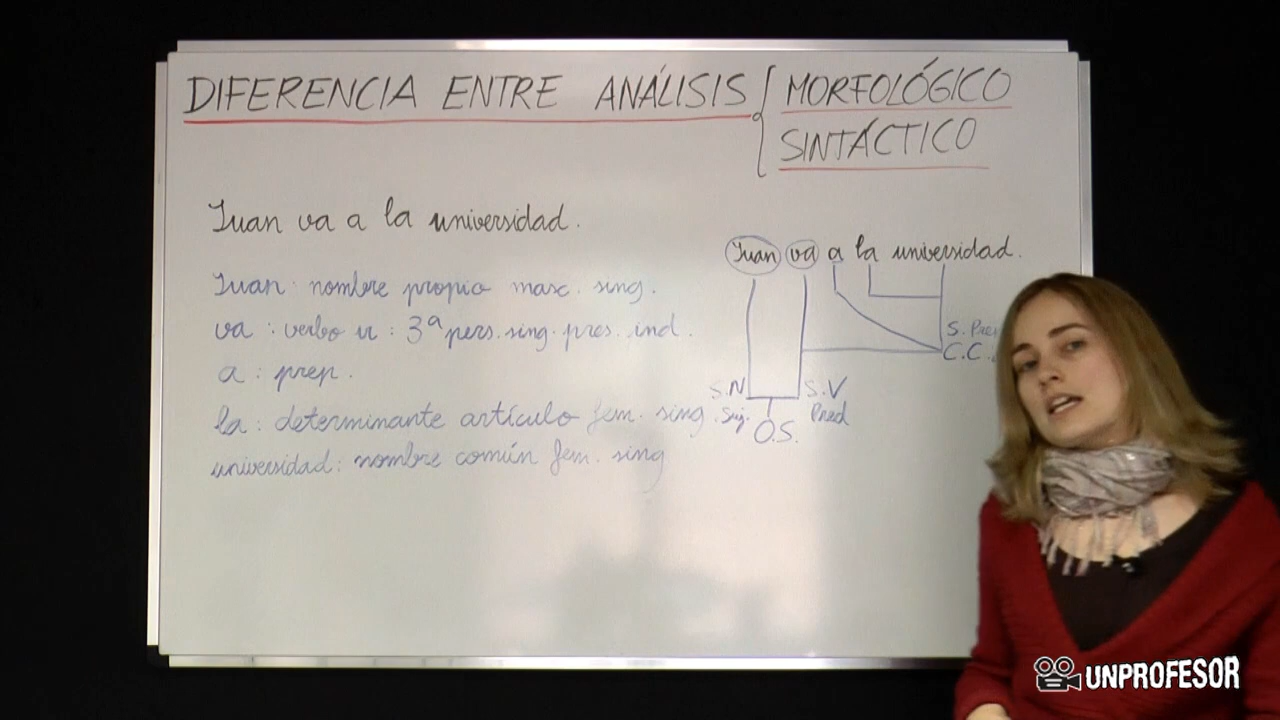 DIFERENCIA ENTRE ANÁLISIS { MORFOLÓGICO
SINTÁCTICO
Juan va a la universidad.
Juan: nombre propio masc. sing.
va: verbo ir: 3ª pers. sing. pres. ind.
a: prep.
la: determinante artículo fem. sing.
universidad: nombre común fem. sing
Juan va a la universidad.
S. Prep
C.C.
S.N S.V
Suj. Pred
O.S.
UNPROFESOR